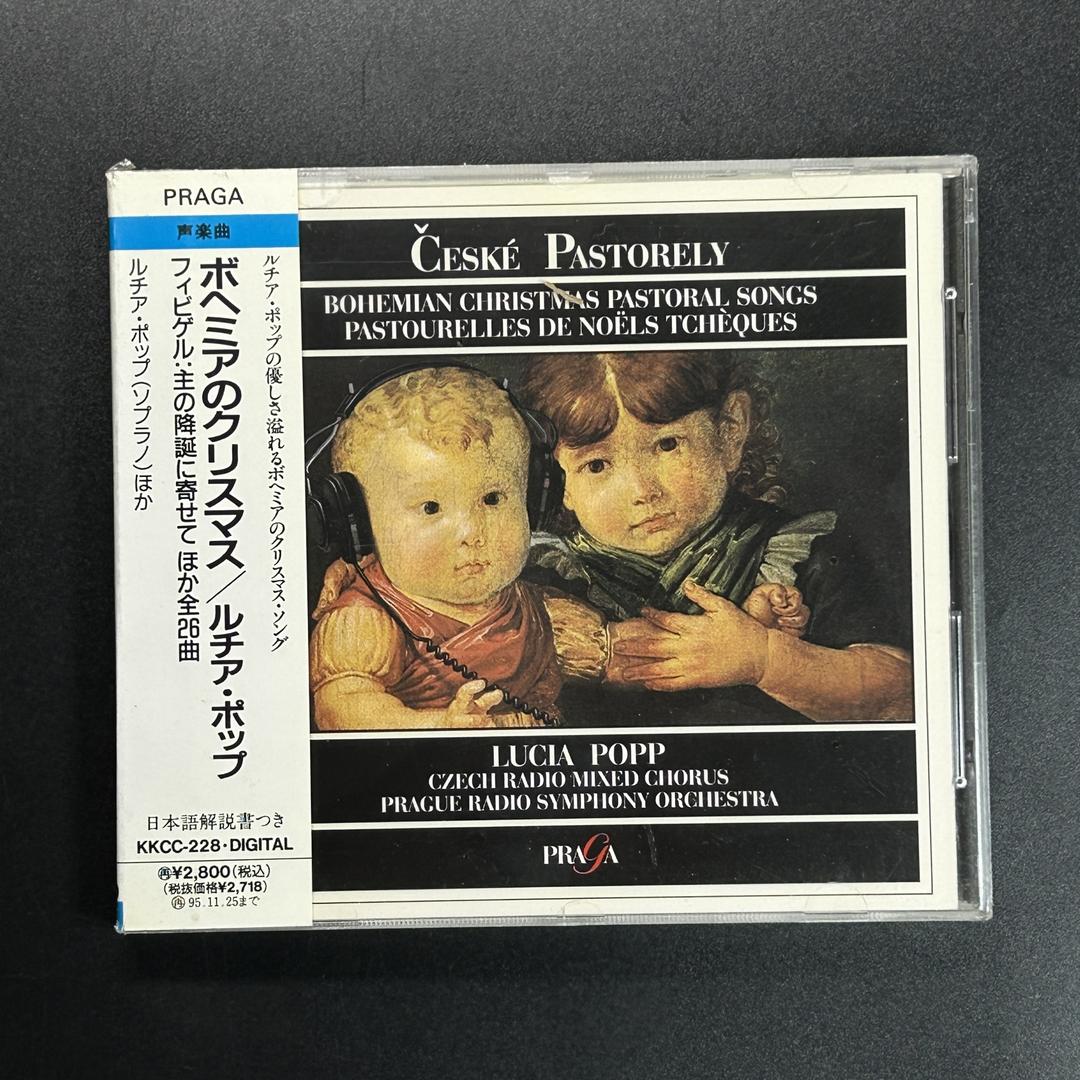 PRAGA
声楽曲
ルチア・ポップの優しさ溢れるボヘミアのクリスマス・ソング
ボヘミアのクリスマス／ルチア・ポップ
フィビゲル：主の降誕に寄せて ほか全26曲
ルチア・ポップ（ソプラノ）ほか
日本語解説書つき
KKCC-228・DIGITAL
㋷¥2,800（税込）
（税抜価格¥2,718）
㋷95.11.25まで
ČESKÉ PASTORELY
BOHEMIAN CHRISTMAS PASTORAL SONGS
PASTOURELLES DE NOËLS TCHÈQUES
LUCIA POPP
CZECH RADIO MIXED CHORUS
PRAGUE RADIO SYMPHONY ORCHESTRA
PRAGA